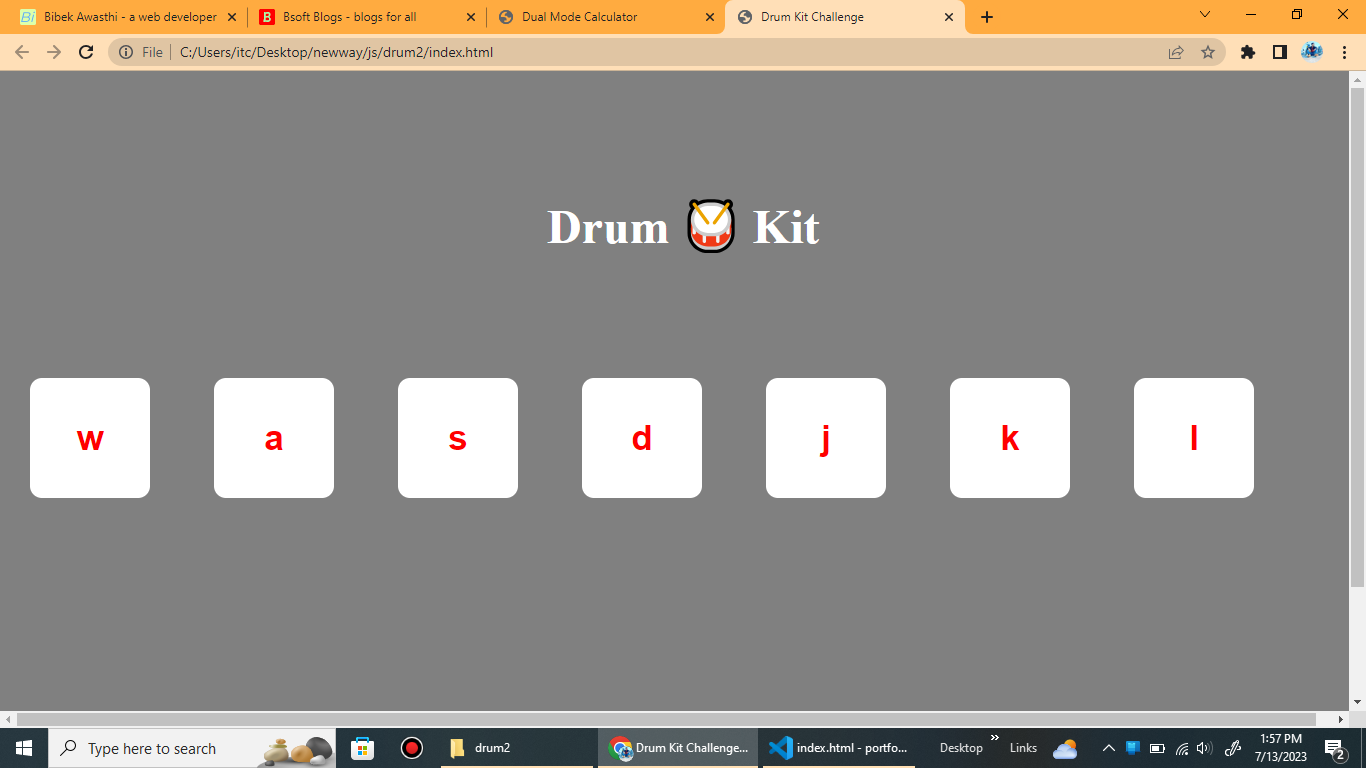 Bi Bibek Awasthi - a web developer B Bsoft Blogs - blogs for all Dual Mode Calculator Drum Kit Challenge
File C:/Users/itc/Desktop/newway/js/drum2/index.html
Drum 🥁 Kit
w a s d j k l
Type here to search drum2 Drum Kit Challenge... index.html - portfo... Desktop » Links 1:57 PM
7/13/2023 2